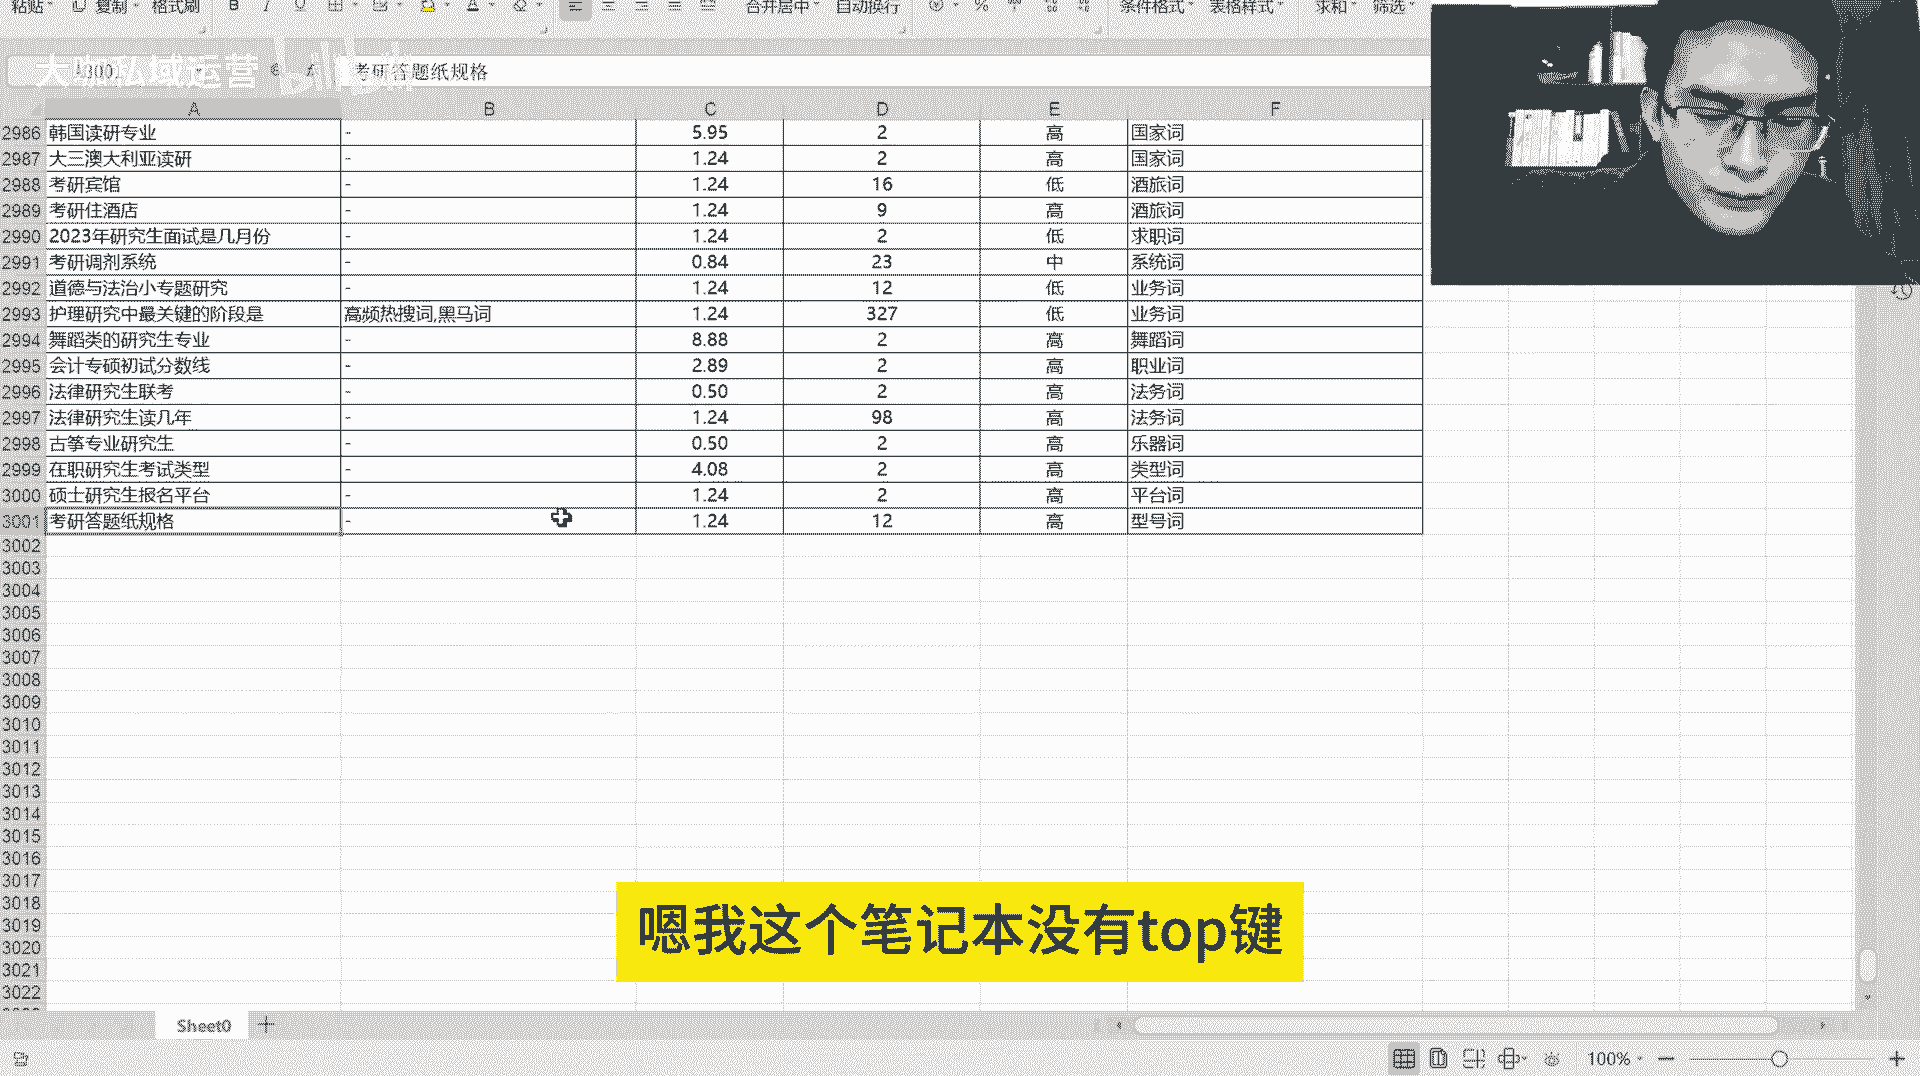 粘贴 复制 格式刷 B I U A 合并居中 自动换行 % 条件格式 表格样式 求和 筛选
大咖私域运营 bilibili 考研答题纸规格
A B C D E F
2986 韩国读研专业 - 5.95 2 高 国家词
2987 大三澳大利亚读研 - 1.24 2 高 国家词
2988 考研宾馆 - 1.24 16 低 酒旅词
2989 考研住酒店 - 1.24 9 高 酒旅词
2990 2023年研究生面试是几月份 - 1.24 2 低 求职词
2991 考研调剂系统 - 0.84 23 中 系统词
2992 道德与法治小专题研究 - 1.24 12 低 业务词
2993 护理研究中最关键的阶段是 高频热搜词,黑马词 1.24 327 低 业务词
2994 舞蹈类的研究生专业 - 8.88 2 高 舞蹈词
2995 会计专硕初试分数线 - 2.89 2 高 职业词
2996 法律研究生联考 - 0.50 2 高 法务词
2997 法律研究生读几年 - 1.24 98 高 法务词
2998 古筝专业研究生 - 0.50 2 高 乐器词
2999 在职研究生考试类型 - 4.08 2 高 类型词
3000 硕士研究生报名平台 - 1.24 2 高 平台词
3001 考研答题纸规格 - 1.24 12 高 型号词
3002
3003
3004
3005
3006
3007
3008
3009
3010
3011
3012
3013
3014
3015
3016
3017
3018
3019
3020
3021
3022
嗯我这个笔记本没有top键
Sheet0
100%